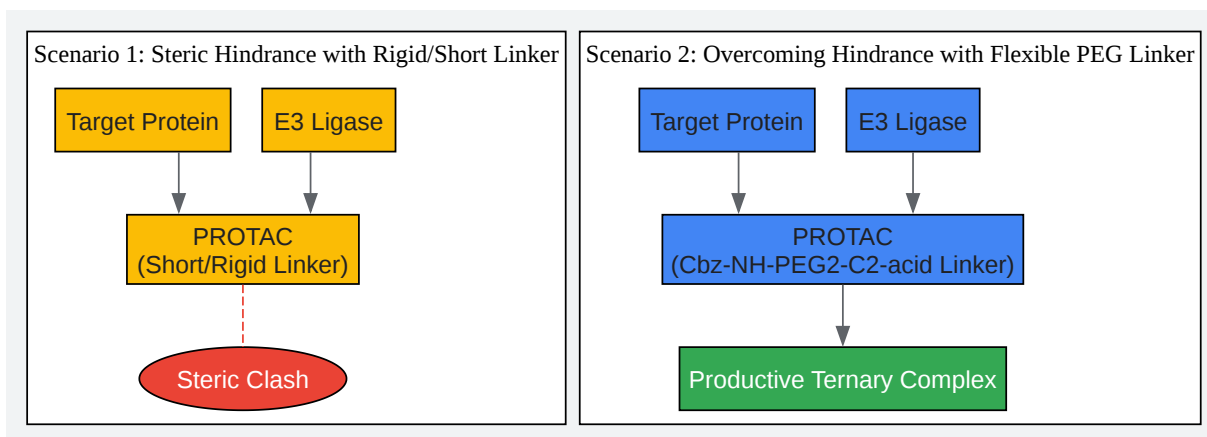 Scenario 1: Steric Hindrance with Rigid/Short Linker
Target Protein
E3 Ligase
PROTAC
(Short/Rigid Linker)
Steric Clash
Scenario 2: Overcoming Hindrance with Flexible PEG Linker
Target Protein
E3 Ligase
PROTAC
(Cbz-NH-PEG2-C2-acid Linker)
Productive Ternary Complex